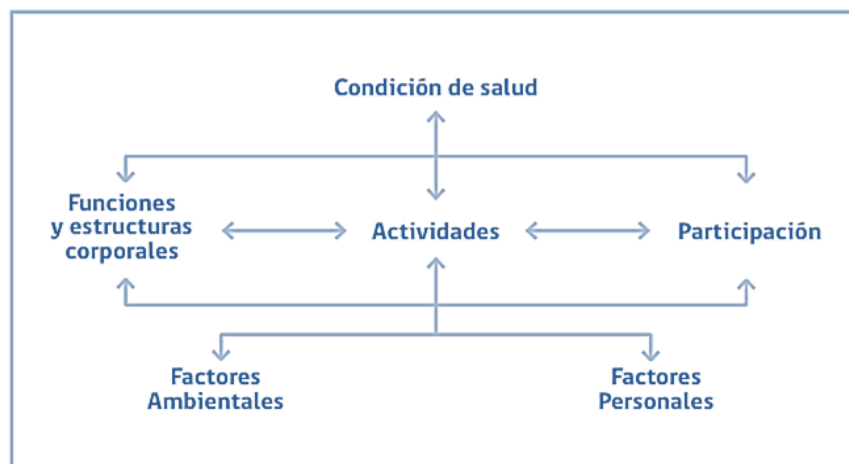 Condición de salud
Funciones
y estructuras
corporales
Actividades
Participación
Factores
Ambientales
Factores
Personales